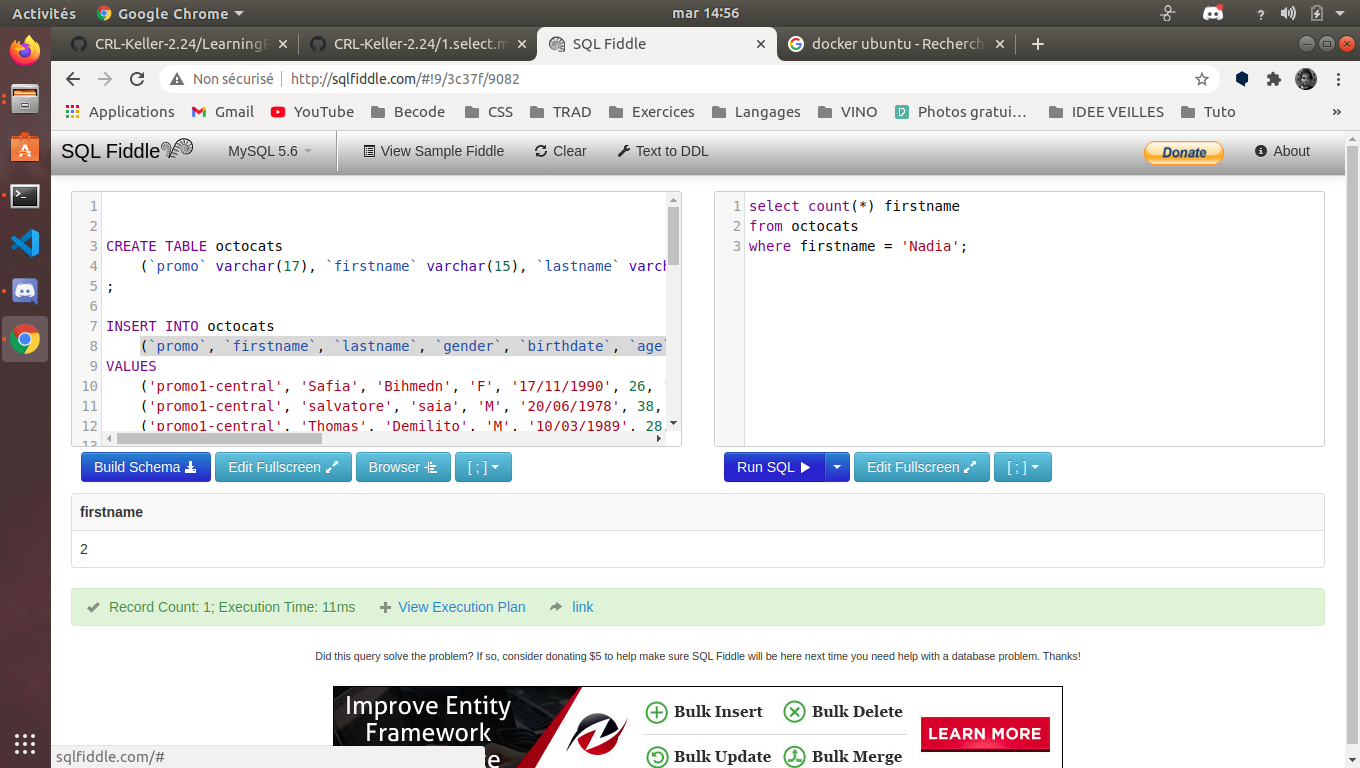 Activités
Google Chrome
mar 14:56
CRL-Keller-2.24/LearningP
CRL-Keller-2.24/1.select.m
SQL Fiddle
docker ubuntu - Recherch
Non sécurisé
http://sqlfiddle.com/#!9/3c37f/9082
Applications
Gmail
YouTube
Becode
CSS
TRAD
Exercices
Langages
VINO
Photos gratui…
IDEE VEILLES
Tuto
»
SQL Fiddle
MySQL 5.6
View Sample Fiddle
Clear
Text to DDL
Donate
About
1
2
3 CREATE TABLE octocats
4 (`promo` varchar(17), `firstname` varchar(15), `lastname` varch
5 ;
6
7 INSERT INTO octocats
8 (`promo`, `firstname`, `lastname`, `gender`, `birthdate`, `age`
9 VALUES
10 ('promo1-central', 'Safia', 'Bihmedn', 'F', '17/11/1990', 26,
11 ('promo1-central', 'salvatore', 'saia', 'M', '20/06/1978', 38,
12 ('promo1-central', 'Thomas', 'Demilito', 'M', '10/03/1989', 28,
13
1 select count(*) firstname
2 from octocats
3 where firstname = 'Nadia';
Build Schema
Edit Fullscreen
Browser
[ ; ]
Run SQL
Edit Fullscreen
[ ; ]
firstname
2
Record Count: 1; Execution Time: 11ms
View Execution Plan
link
Did this query solve the problem? If so, consider donating $5 to help make sure SQL Fiddle will be here next time you need help with a database problem. Thanks!
Improve Entity
Framework
Bulk Insert
Bulk Delete
Bulk Update
Bulk Merge
LEARN MORE
sqlfiddle.com/#